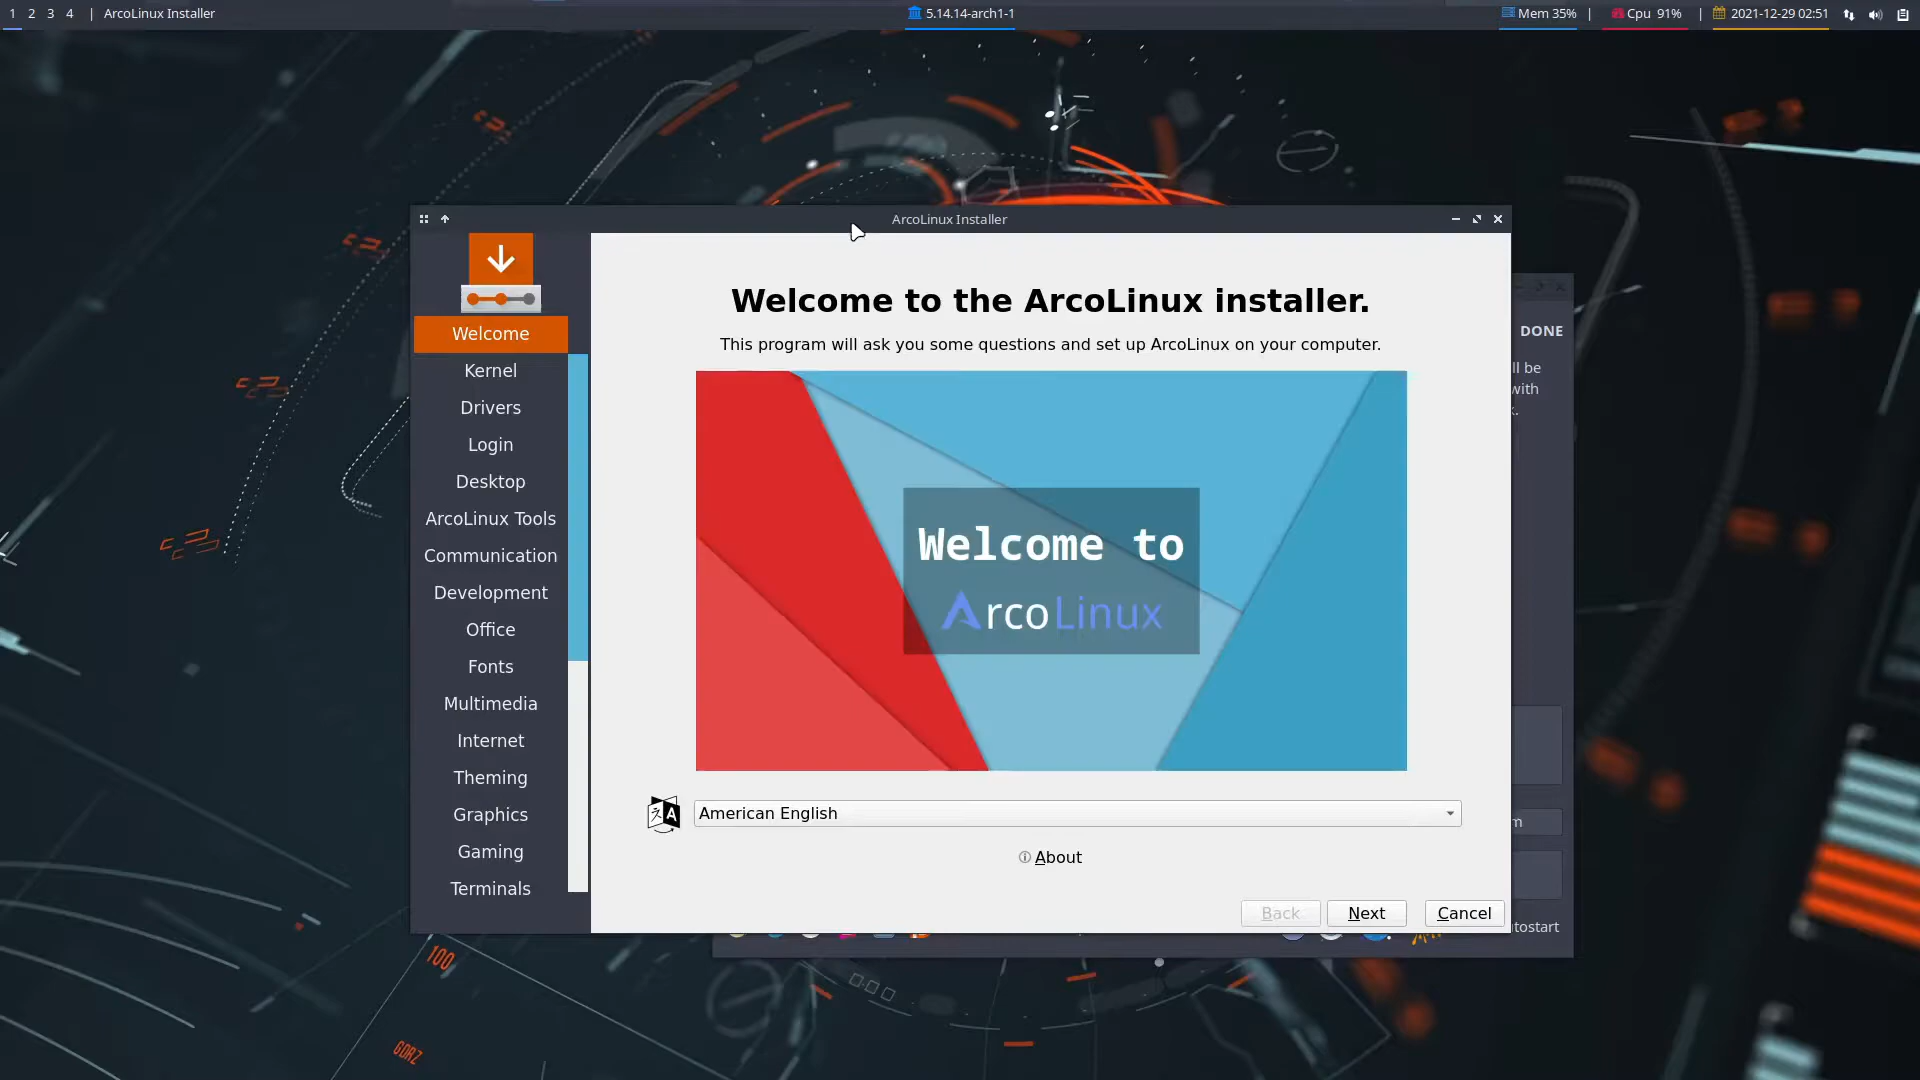 1 2 3 4 | ArcoLinux Installer
5.14.14-arch1-1
Mem 35% | Cpu 91% | 2021-12-29 02:51
ArcoLinux Installer
Welcome
Kernel
Drivers
Login
Desktop
ArcoLinux Tools
Communication
Development
Office
Fonts
Multimedia
Internet
Theming
Graphics
Gaming
Terminals
Welcome to the ArcoLinux installer.
This program will ask you some questions and set up ArcoLinux on your computer.
Welcome to
ArcoLinux
American English
About
Back Next Cancel
DONE
ll be
with
k.
m
tostart
100